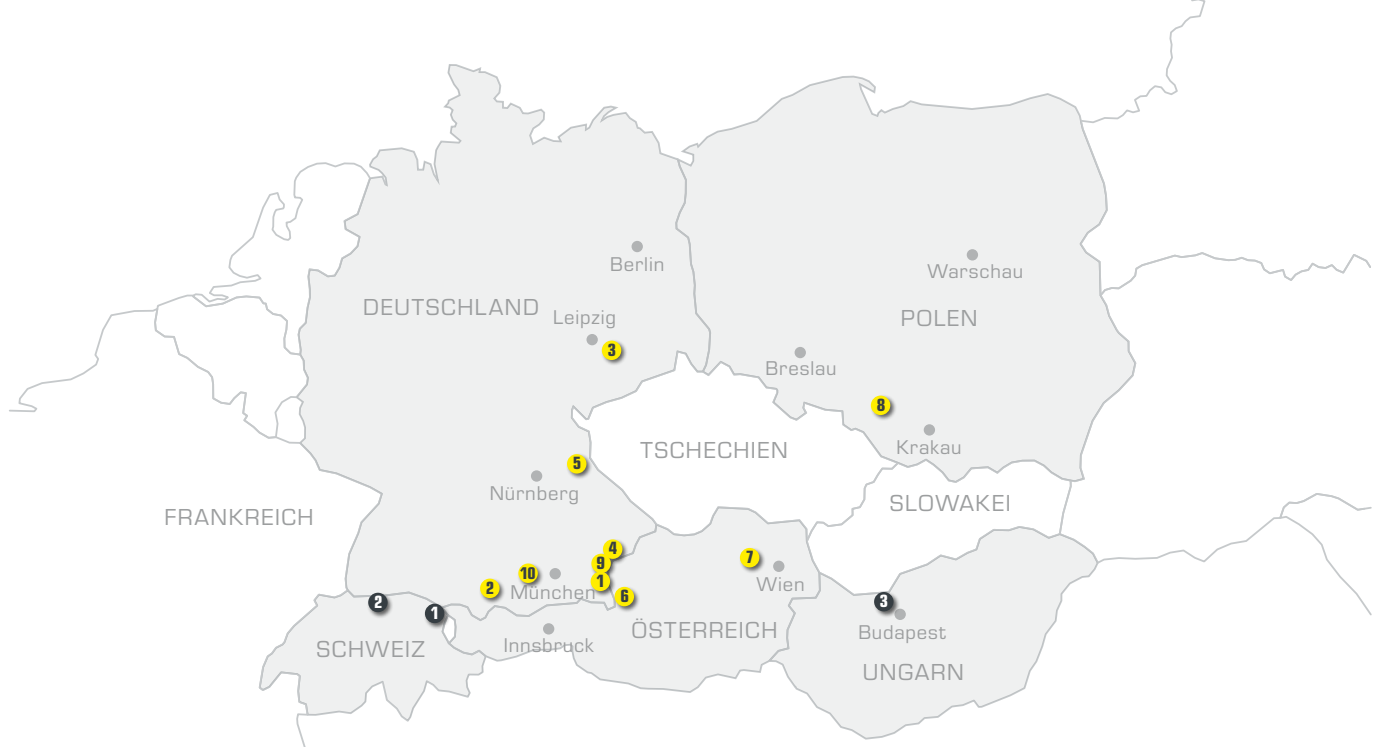 Berlin
Warschau
DEUTSCHLAND
Leipzig
POLEN
3
Breslau
8
Krakau
TSCHECHIEN
5
Nürnberg
SLOWAKEI
FRANKREICH
4
7
9
10
1
2
München
Wien
6
2
1
3
ÖSTERREICH
Budapest
Innsbruck
SCHWEIZ
UNGARN